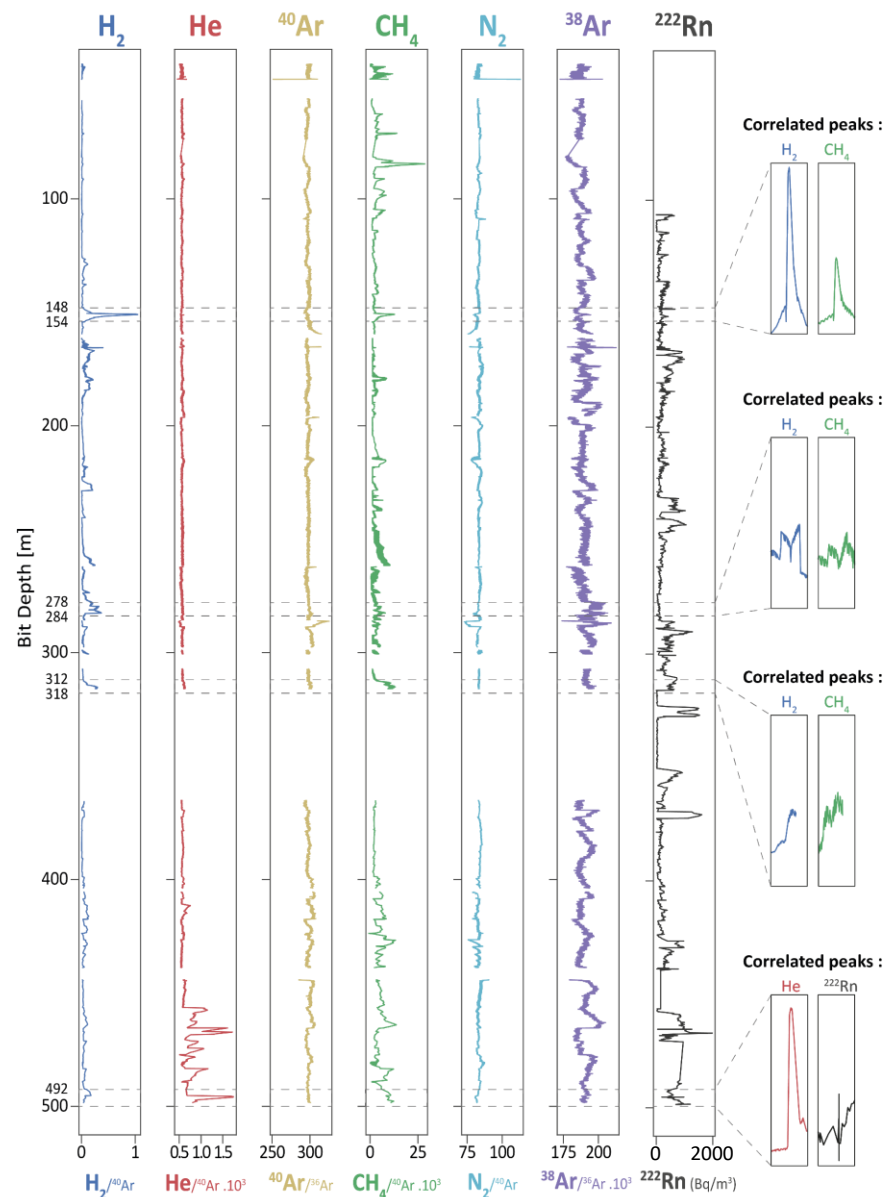 H₂ He ⁴⁰Ar CH₄ N₂ ³⁸Ar ²²²Rn
Correlated peaks :
H₂ CH₄
100
148
154
Correlated peaks :
H₂ CH₄
200
Bit Depth [m]
278
284
300
Correlated peaks :
H₂ CH₄
312
318
400
Correlated peaks :
He ²²²Rn
492
500
0 1 0.5 1.0 1.5 250 300 0 25 75 100 175 200 0 2000
H₂/⁴⁰Ar He/⁴⁰Ar .10³ ⁴⁰Ar/³⁶Ar CH₄/⁴⁰Ar .10³ N₂/⁴⁰Ar ³⁸Ar/³⁶Ar .10³ ²²²Rn (Bq/m³)